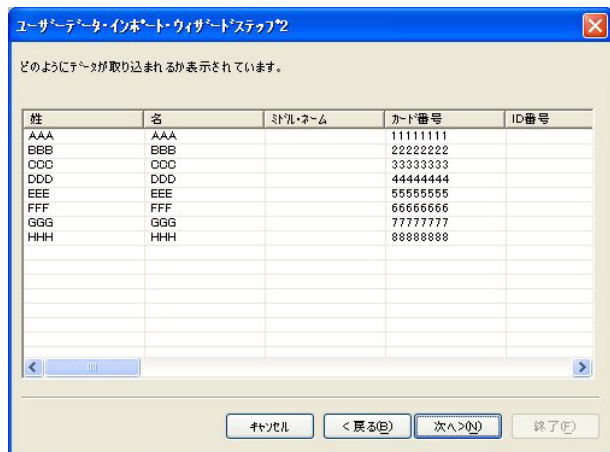 ユーザーデータ・インポート・ウィザードステップ2
どのようにデータが取り込まれるか表示されています。
姓 名 ミドル・ネーム カード番号 ID番号
AAA AAA 11111111
BBB BBB 22222222
CCC CCC 33333333
DDD DDD 44444444
EEE EEE 55555555
FFF FFF 66666666
GGG GGG 77777777
HHH HHH 88888888
キャンセル <戻る(B) 次へ>(N) 終了(F)